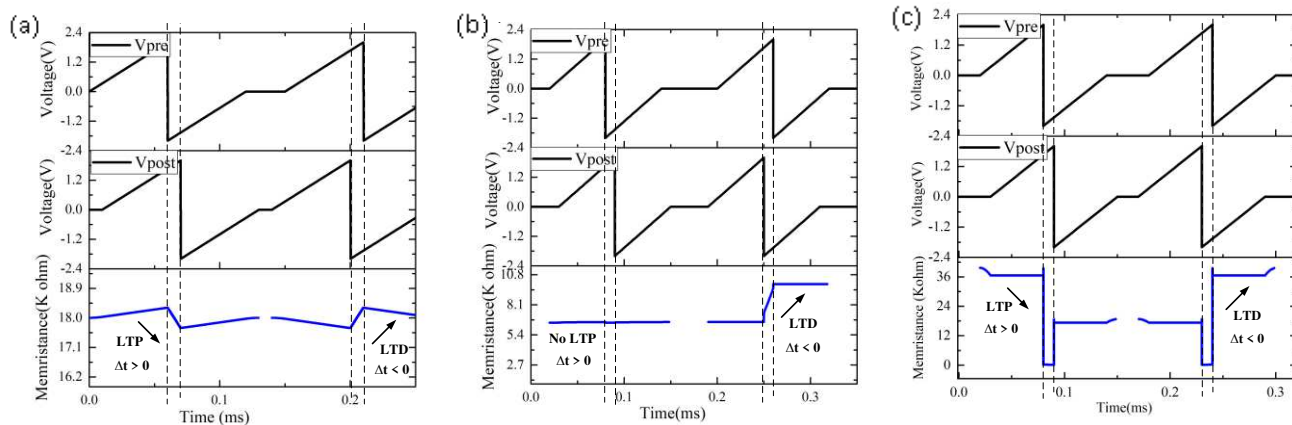 (a)
Voltage(V)
2.4
1.2
0.0
-1.2
-2.4
Vpre
Voltage(V)
1.2
0.0
-1.2
-2.4
Vpost
Memristance(K ohm)
18.9
18.0
17.1
16.2
LTP
Δt > 0
LTD
Δt < 0
0.0 0.1 0.2
Time (ms)
(b)
Voltage(V)
2.4
1.2
0.0
-1.2
-2.4
Vpre
Voltage(V)
1.2
0.0
-1.2
-2.4
Vpost
Memristance(K ohm)
10.8
8.1
5.4
2.7
No LTP
Δt > 0
LTD
Δt < 0
0.0 0.1 0.2 0.3
Time(ms)
(c)
Voltage(V)
2.4
1.2
0.0
-1.2
-2.4
Vpre
Voltage(V)
1.2
0.0
-1.2
-2.4
Vpost
Memristance (Kohm)
36
24
12
0
LTP
Δt > 0
LTD
Δt < 0
0.0 0.1 0.2 0.3
Time(ms)